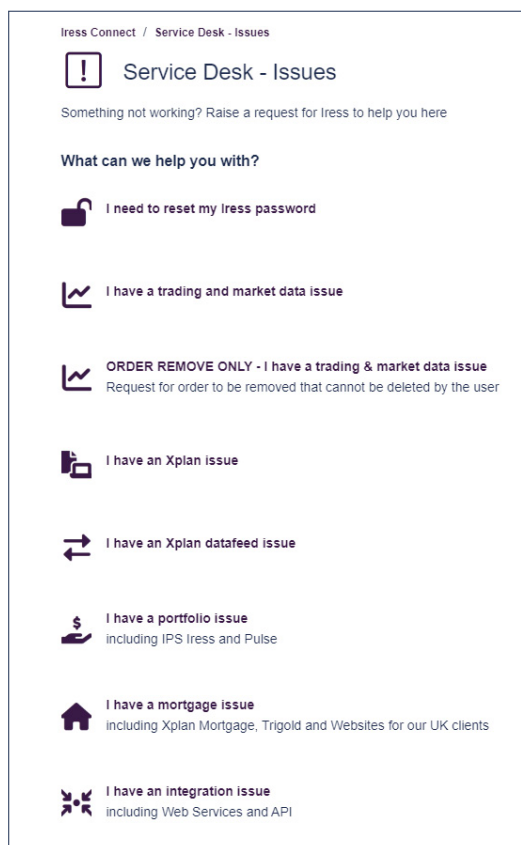 Iress Connect / Service Desk - Issues
Service Desk - Issues
Something not working? Raise a request for Iress to help you here
What can we help you with?
I need to reset my Iress password
I have a trading and market data issue
ORDER REMOVE ONLY - I have a trading & market data issue
Request for order to be removed that cannot be deleted by the user
I have an Xplan issue
I have an Xplan datafeed issue
I have a portfolio issue
including IPS Iress and Pulse
I have a mortgage issue
including Xplan Mortgage, Trigold and Websites for our UK clients
I have an integration issue
including Web Services and API